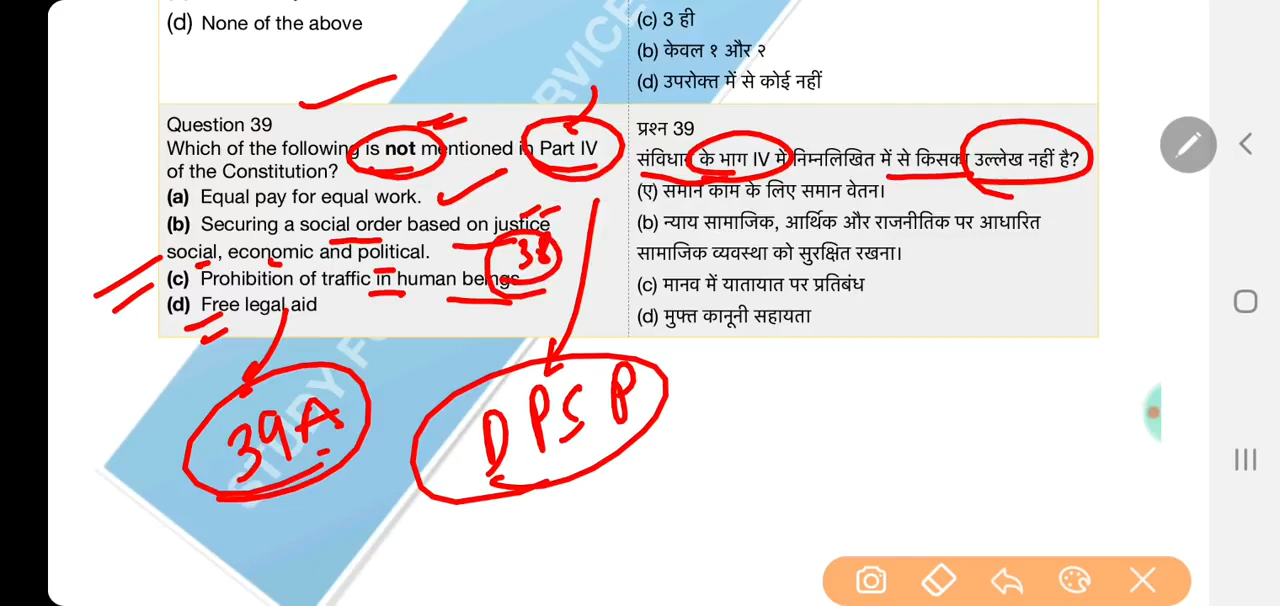 (d) None of the above
Question 39
Which of the following is not mentioned in Part IV
of the Constitution?
(a) Equal pay for equal work.
(b) Securing a social order based on justice
social, economic and political.
(c) Prohibition of traffic in human beings
(d) Free legal aid
38
39A
DPSP
(c) 3 ही
(b) केवल १ और २
(d) उपरोक्त में से कोई नहीं
प्रश्न 39
संविधान के भाग IV में निम्नलिखित में से किसका उल्लेख नहीं है?
(ए) समान काम के लिए समान वेतन।
(b) न्याय सामाजिक, आर्थिक और राजनीतिक पर आधारित
सामाजिक व्यवस्था को सुरक्षित रखना।
(c) मानव में यातायात पर प्रतिबंध
(d) मुफ्त कानूनी सहायता
STUDY FO